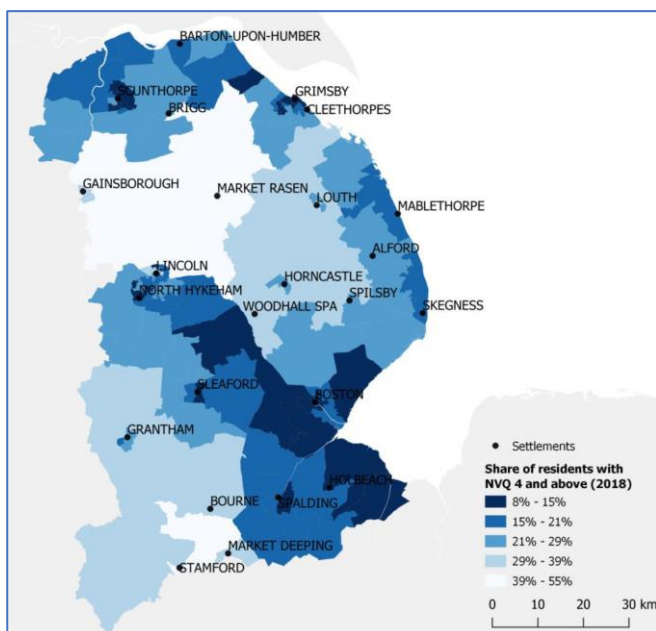 BARTON-UPON-HUMBER
SCUNTHORPE
GRIMSBY
CLEETHORPES
BRIGG
GAINSBOROUGH
MARKET RASEN
LOUTH
MABLETHORPE
ALFORD
LINCOLN
HORNCASTLE
NORTH HYKEHAM
SPILSBY
WOODHALL SPA
SKEGNESS
SLEAFORD
BOSTON
GRANTHAM
HOLBEACH
SPALDING
BOURNE
MARKET DEEPING
STAMFORD
Settlements
Share of residents with
NVQ 4 and above (2018)
8% - 15%
15% - 21%
21% - 29%
29% - 39%
39% - 55%
0 10 20 30 km